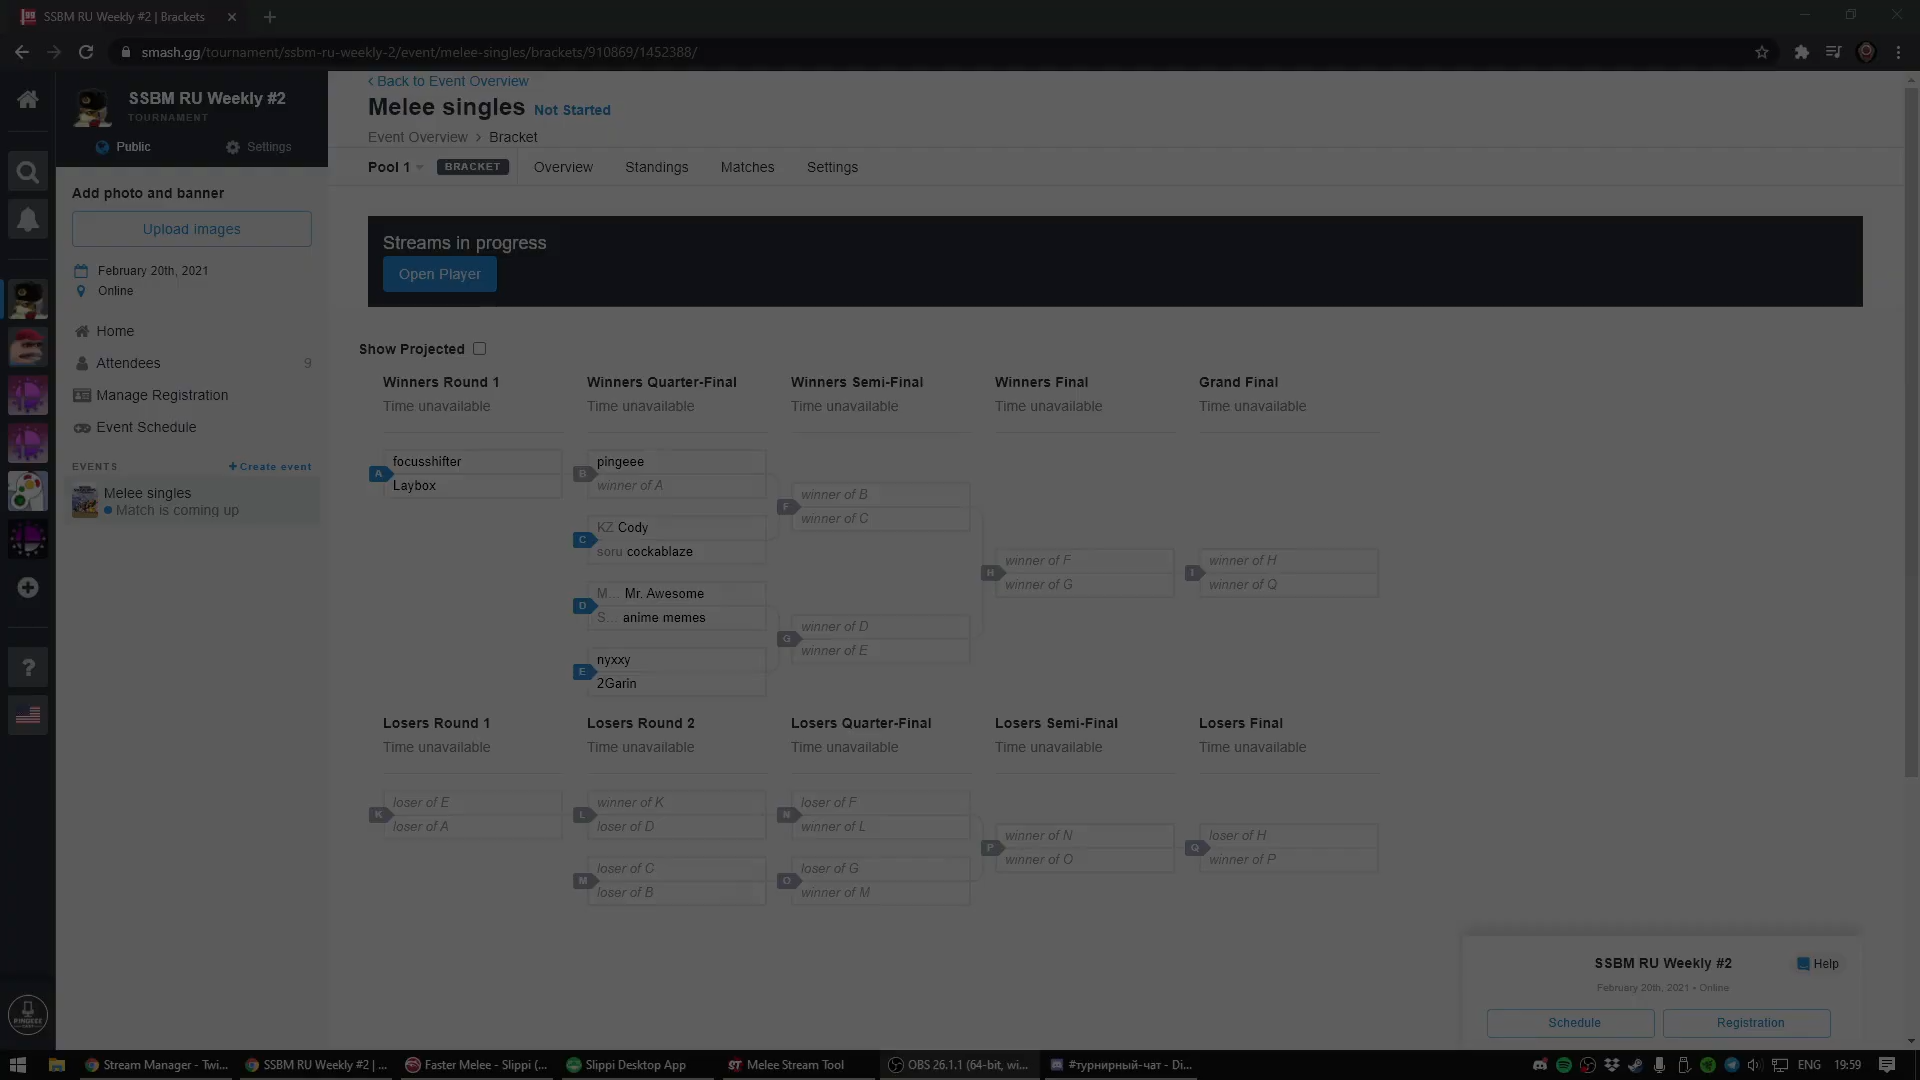 SSBM RU Weekly #2 | Brackets
smash.gg/tournament/ssbm-ru-weekly-2/event/melee-singles/brackets/910869/1452388/
SSBM RU Weekly #2
TOURNAMENT
Public
Settings
Add photo and banner
Upload images
February 20th, 2021
Online
Home
Attendees
9
Manage Registration
Event Schedule
EVENTS
+ Create event
Melee singles
Match is coming up
< Back to Event Overview
Melee singles Not Started
Event Overview > Bracket
Pool 1
BRACKET
Overview
Standings
Matches
Settings
Streams in progress
Open Player
Show Projected
Winners Round 1
Time unavailable
Winners Quarter-Final
Time unavailable
Winners Semi-Final
Time unavailable
Winners Final
Time unavailable
Grand Final
Time unavailable
A
focusshifter
Laybox
B
pingeee
winner of A
C
KZ Cody
soru cockablaze
D
M... Mr. Awesome
S... anime memes
E
nyxxy
2Garin
F
winner of B
winner of C
G
winner of D
winner of E
H
winner of F
winner of G
I
winner of H
winner of Q
Losers Round 1
Time unavailable
Losers Round 2
Time unavailable
Losers Quarter-Final
Time unavailable
Losers Semi-Final
Time unavailable
Losers Final
Time unavailable
K
loser of E
loser of A
L
winner of K
loser of D
M
loser of C
loser of B
N
loser of F
winner of L
O
loser of G
winner of M
P
winner of N
winner of O
Q
loser of H
winner of P
SSBM RU Weekly #2
Help
February 20th, 2021 • Online
Schedule
Registration
PINGEEE
Stream Manager - Twi...
SSBM RU Weekly #2 | ...
Faster Melee - Slippi (...
Slippi Desktop App
ST
Melee Stream Tool
OBS 26.1.1 (64-bit, wi...
#турнирный-чат - Di...
ENG
19:59